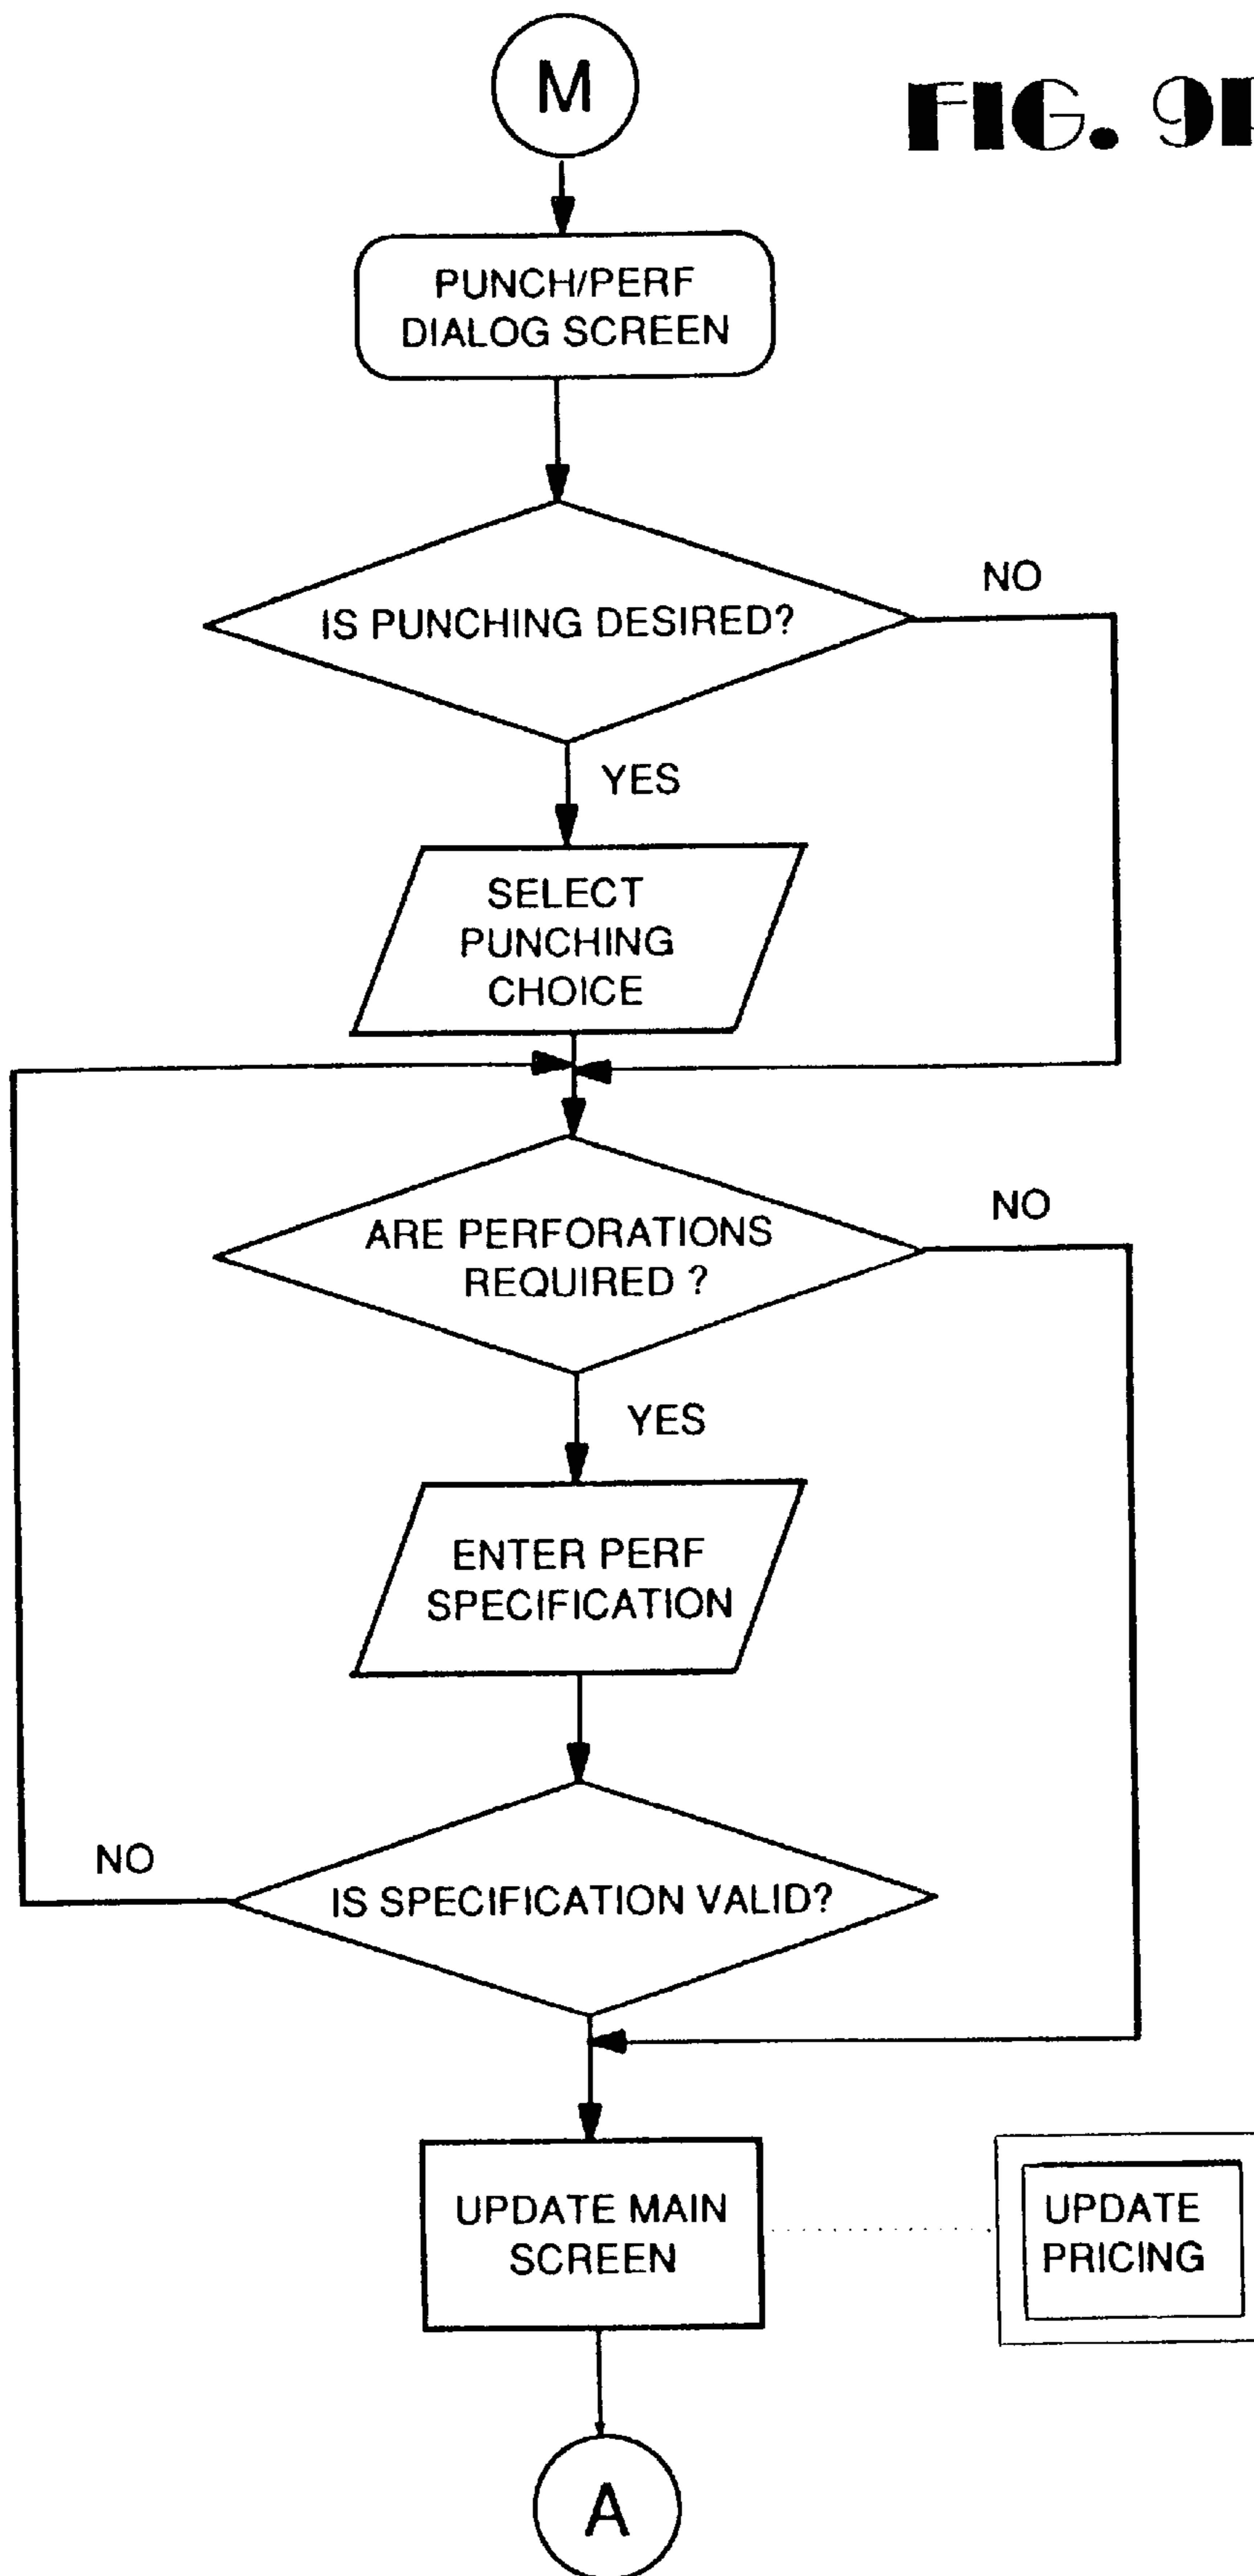 M
FIG.
PUNCH/PERF
DIALOG SCREEN
IS PUNCHING DESIRED?
NO
YES
SELECT
PUNCHING
CHOICE
ARE PERFORATIONS
REQUIRED ?
NO
YES
ENTER PERF
SPECIFICATION
IS SPECIFICATION VALID?
NO
UPDATE MAIN
SCREEN
UPDATE
PRICING
A